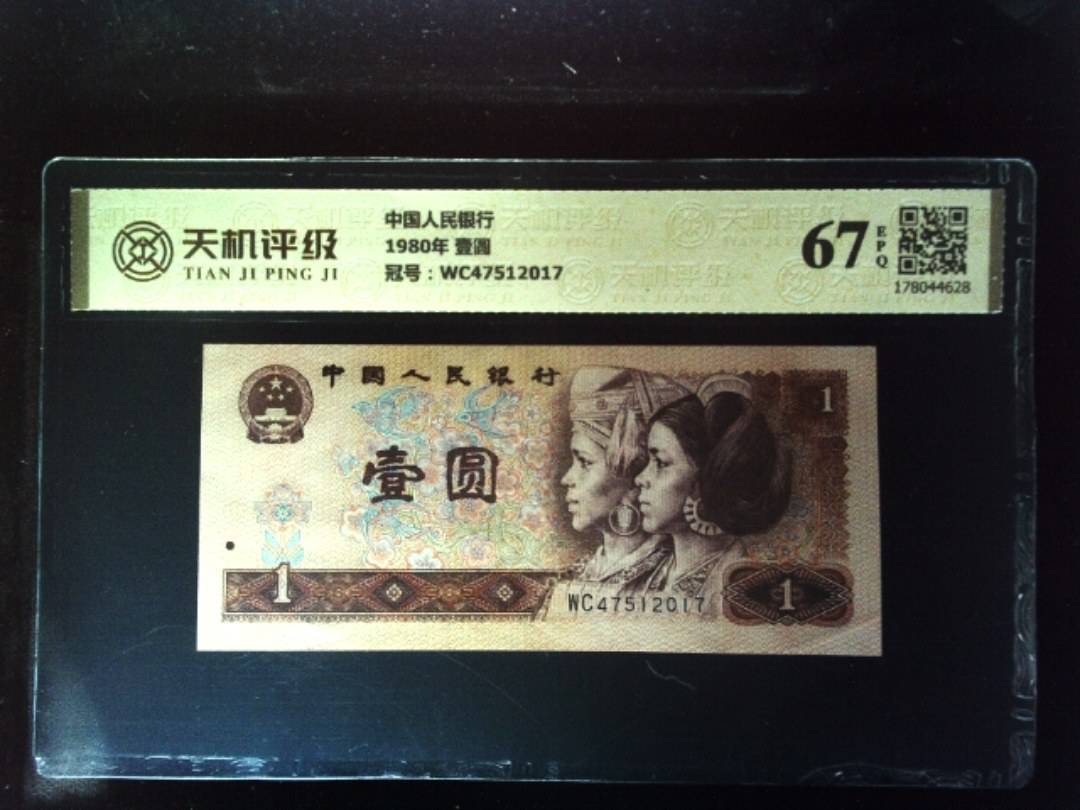 天机评级
TIAN JI PING JI
中国人民银行
1980年 壹圆
冠号：WC47512017
67
EPQ
178044628
中国人民银行
1
壹圆
1
WC47512017
1